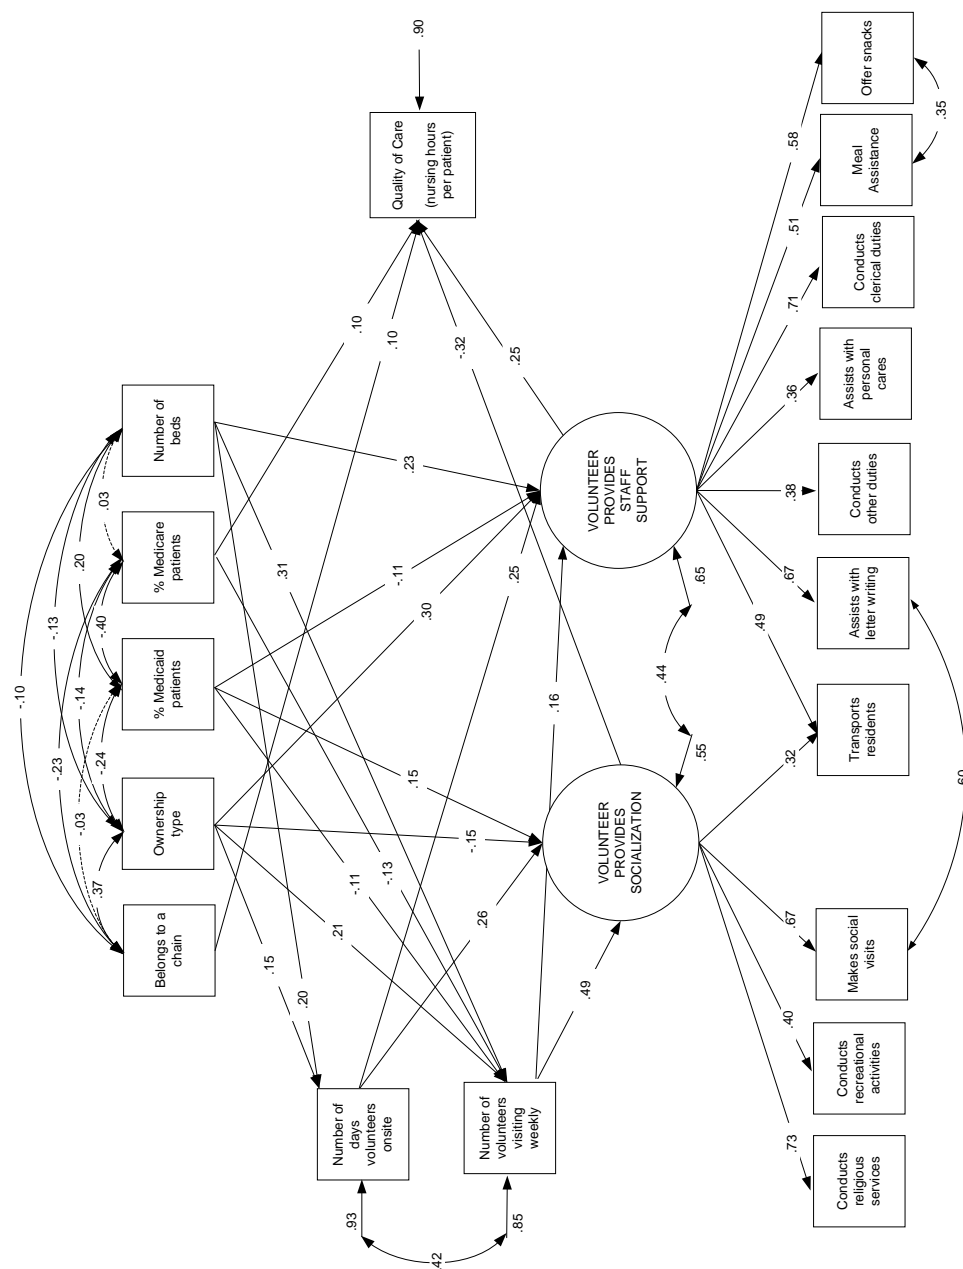 -.10
-.13
.20
.03
-.23
-.14
-.40
-.03
-.24
.37
Belongs to a
chain
Ownership
type
% Medicaid
patients
% Medicare
patients
Number of
beds
.15
.20
.21
-.11
-.13
.31
-.15
.15
.30
-.11
.23
.10
.10
Number of
days
volunteers
onsite
.93
.42
.85
Number of
volunteers
visiting
weekly
.26
.25
.49
.16
VOLUNTEER
PROVIDES
SOCIALIZATION
.55
.44
.65
VOLUNTEER
PROVIDES
STAFF
SUPPORT
-.32
.25
Quality of Care
(nursing hours
per patient)
.90
.73
.40
.67
.32
.49
.67
.38
.36
.71
.51
.58
Conducts
religious
services
Conducts
recreational
activities
Makes social
visits
Transports
residents
Assists with
letter writing
Conducts
other duties
Assists with
personal
cares
Conducts
clerical duties
Meal
Assistance
Offer snacks
.35